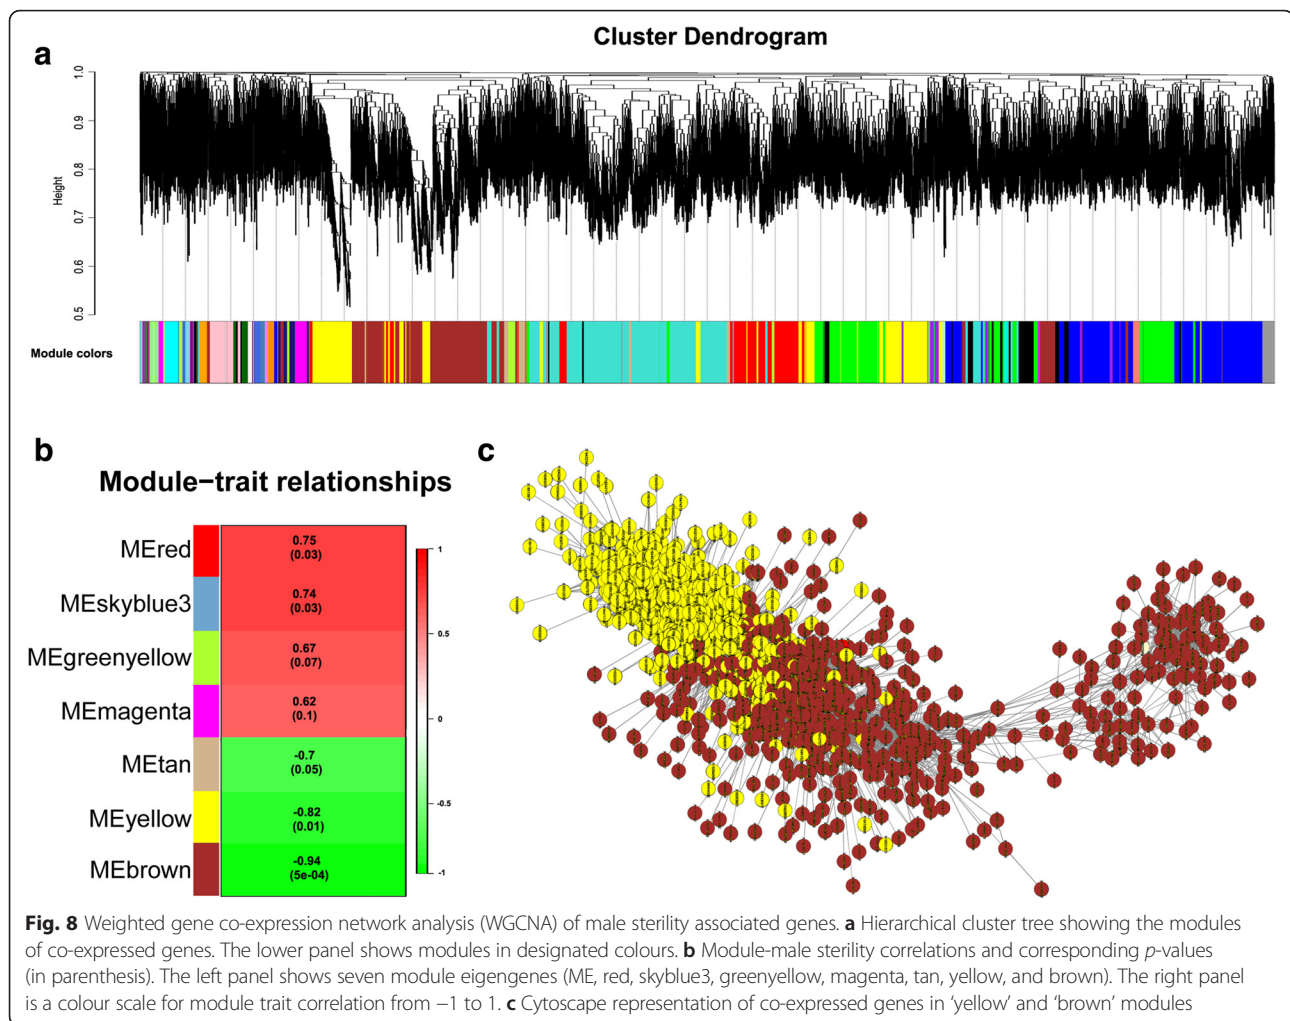 a
Cluster Dendrogram
Height
1.0
0.9
0.8
0.7
0.6
0.5
Module colors
b
Module−trait relationships
MEred
0.75
(0.03)
MEskyblue3
0.74
(0.03)
MEgreenyellow
0.67
(0.07)
MEmagenta
0.62
(0.1)
MEtan
-0.7
(0.05)
MEyellow
-0.82
(0.01)
MEbrown
-0.94
(5e-04)
1
0.5
0
-0.5
-1
c
Fig. 8 Weighted gene co-expression network analysis (WGCNA) of male sterility associated genes. a Hierarchical cluster tree showing the modules
of co-expressed genes. The lower panel shows modules in designated colours. b Module-male sterility correlations and corresponding p-values
(in parenthesis). The left panel shows seven module eigengenes (ME, red, skyblue3, greenyellow, magenta, tan, yellow, and brown). The right panel
is a colour scale for module trait correlation from −1 to 1. c Cytoscape representation of co-expressed genes in ‘yellow’ and ‘brown’ modules